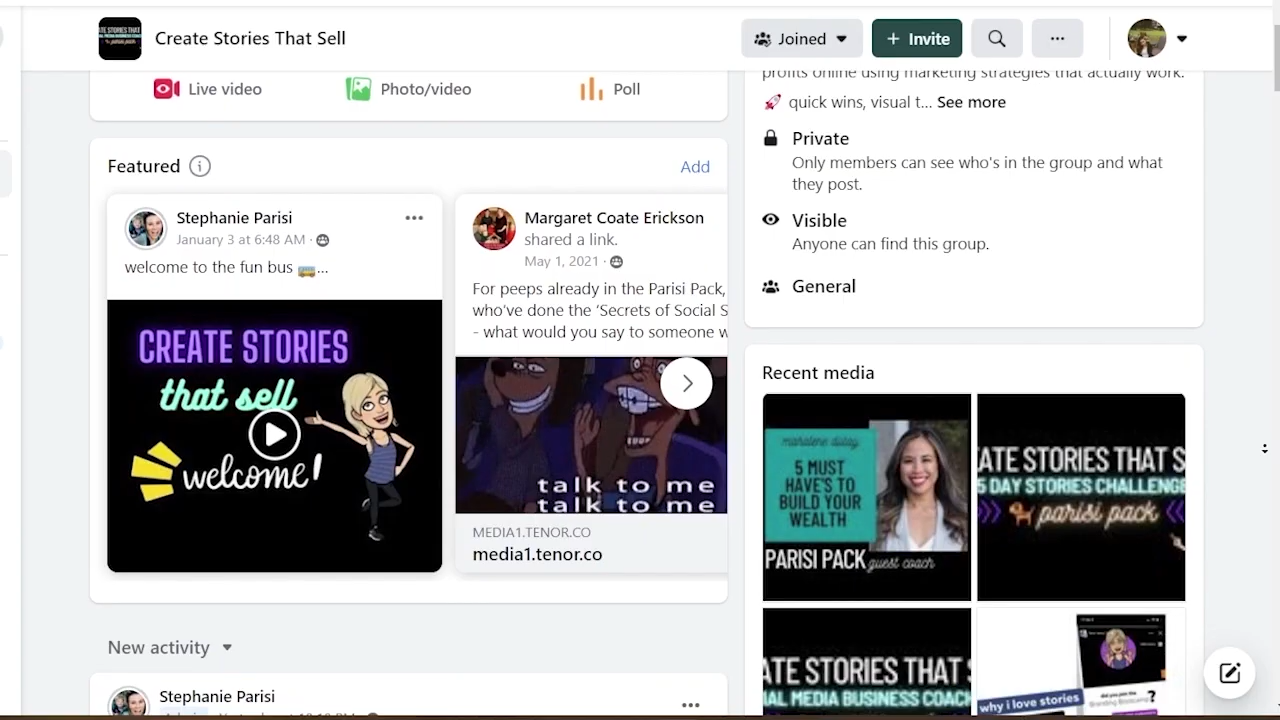 Create Stories That Sell
Joined
+ Invite
Live video
Photo/video
Poll
profits online using marketing strategies that actually work.
🚀 quick wins, visual t... See more
Private
Only members can see who's in the group and what
they post.
Visible
Anyone can find this group.
General
Featured
Add
Stephanie Parisi
January 3 at 6:48 AM ·
welcome to the fun bus 🚌...
CREATE STORIES
that sell
welcome!
Margaret Coate Erickson
shared a link.
May 1, 2021 ·
For peeps already in the Parisi Pack,
who've done the ‘Secrets of Social S
- what would you say to someone w
talk to me
talk to me
MEDIA1.TENOR.CO
media1.tenor.co
Recent media
5 MUST
HAVE'S TO
BUILD YOUR
WEALTH
PARISI PACK guest coach
ATE STORIES THAT S
5 DAY STORIES CHALLENGE
parisi pack
ATE STORIES THAT S
IAL MEDIA BUSINESS COACH
why i love stories
did you join the
?
New activity
Stephanie Parisi